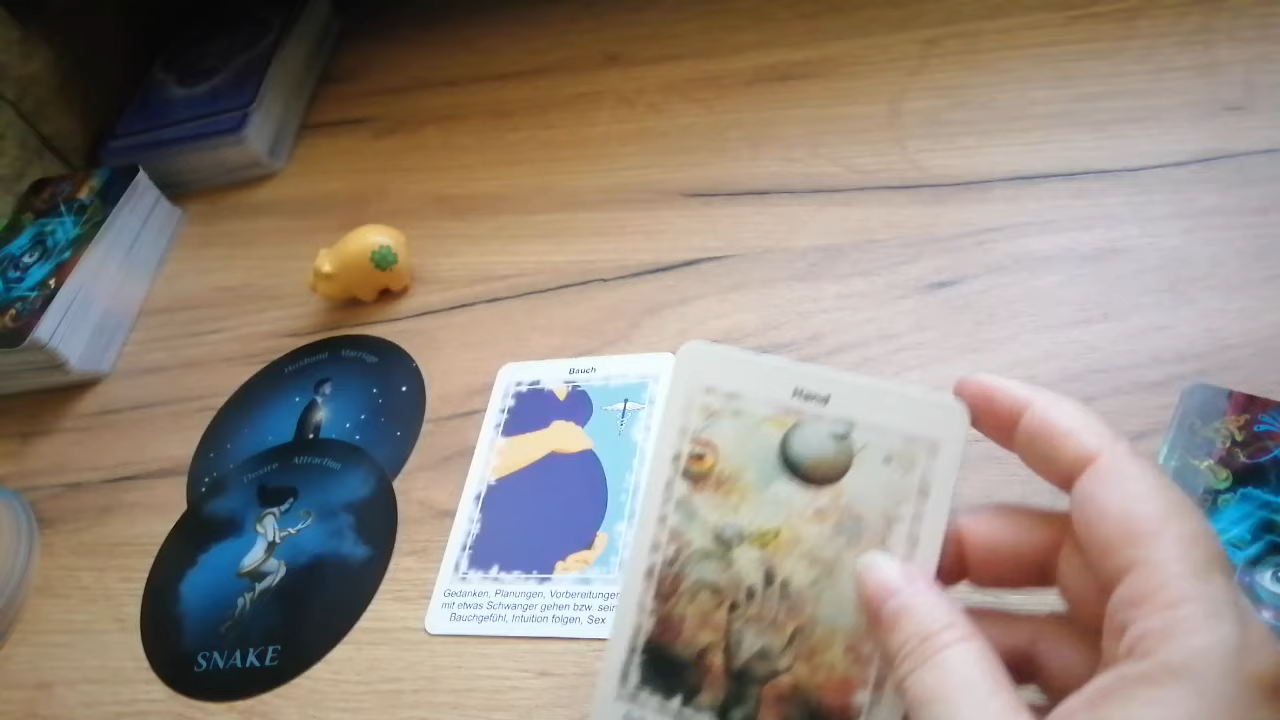 Husband Marriage
Desire Attraction
SNAKE
Bauch
Gedanken, Planungen, Vorbereitungen
mit etwas Schwanger gehen bzw. sein
Bauchgefühl, Intuition folgen, Sex